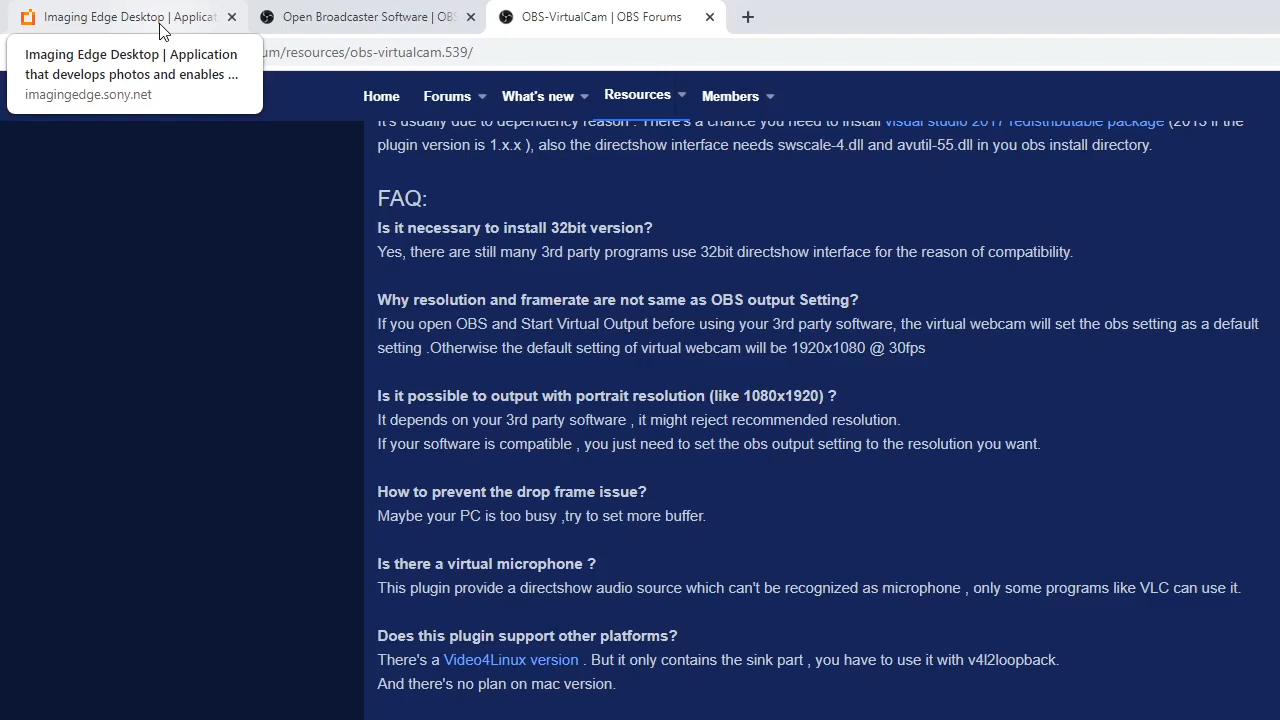 Imaging Edge Desktop | Applicat
Open Broadcaster Software | OBS
OBS-VirtualCam | OBS Forums
Imaging Edge Desktop | Application
that develops photos and enables ...
imagingedge.sony.net
um/resources/obs-virtualcam.539/
Home Forums What's new Resources Members
It's usually due to dependency reason . There's a chance you need to install visual studio 2017 redistributable package (2013 if the
plugin version is 1.x.x ), also the directshow interface needs swscale-4.dll and avutil-55.dll in you obs install directory.
FAQ:
Is it necessary to install 32bit version?
Yes, there are still many 3rd party programs use 32bit directshow interface for the reason of compatibility.
Why resolution and framerate are not same as OBS output Setting?
If you open OBS and Start Virtual Output before using your 3rd party software, the virtual webcam will set the obs setting as a default
setting .Otherwise the default setting of virtual webcam will be 1920x1080 @ 30fps
Is it possible to output with portrait resolution (like 1080x1920) ?
It depends on your 3rd party software , it might reject recommended resolution.
If your software is compatible , you just need to set the obs output setting to the resolution you want.
How to prevent the drop frame issue?
Maybe your PC is too busy ,try to set more buffer.
Is there a virtual microphone ?
This plugin provide a directshow audio source which can't be recognized as microphone , only some programs like VLC can use it.
Does this plugin support other platforms?
There's a Video4Linux version . But it only contains the sink part , you have to use it with v4l2loopback.
And there's no plan on mac version.